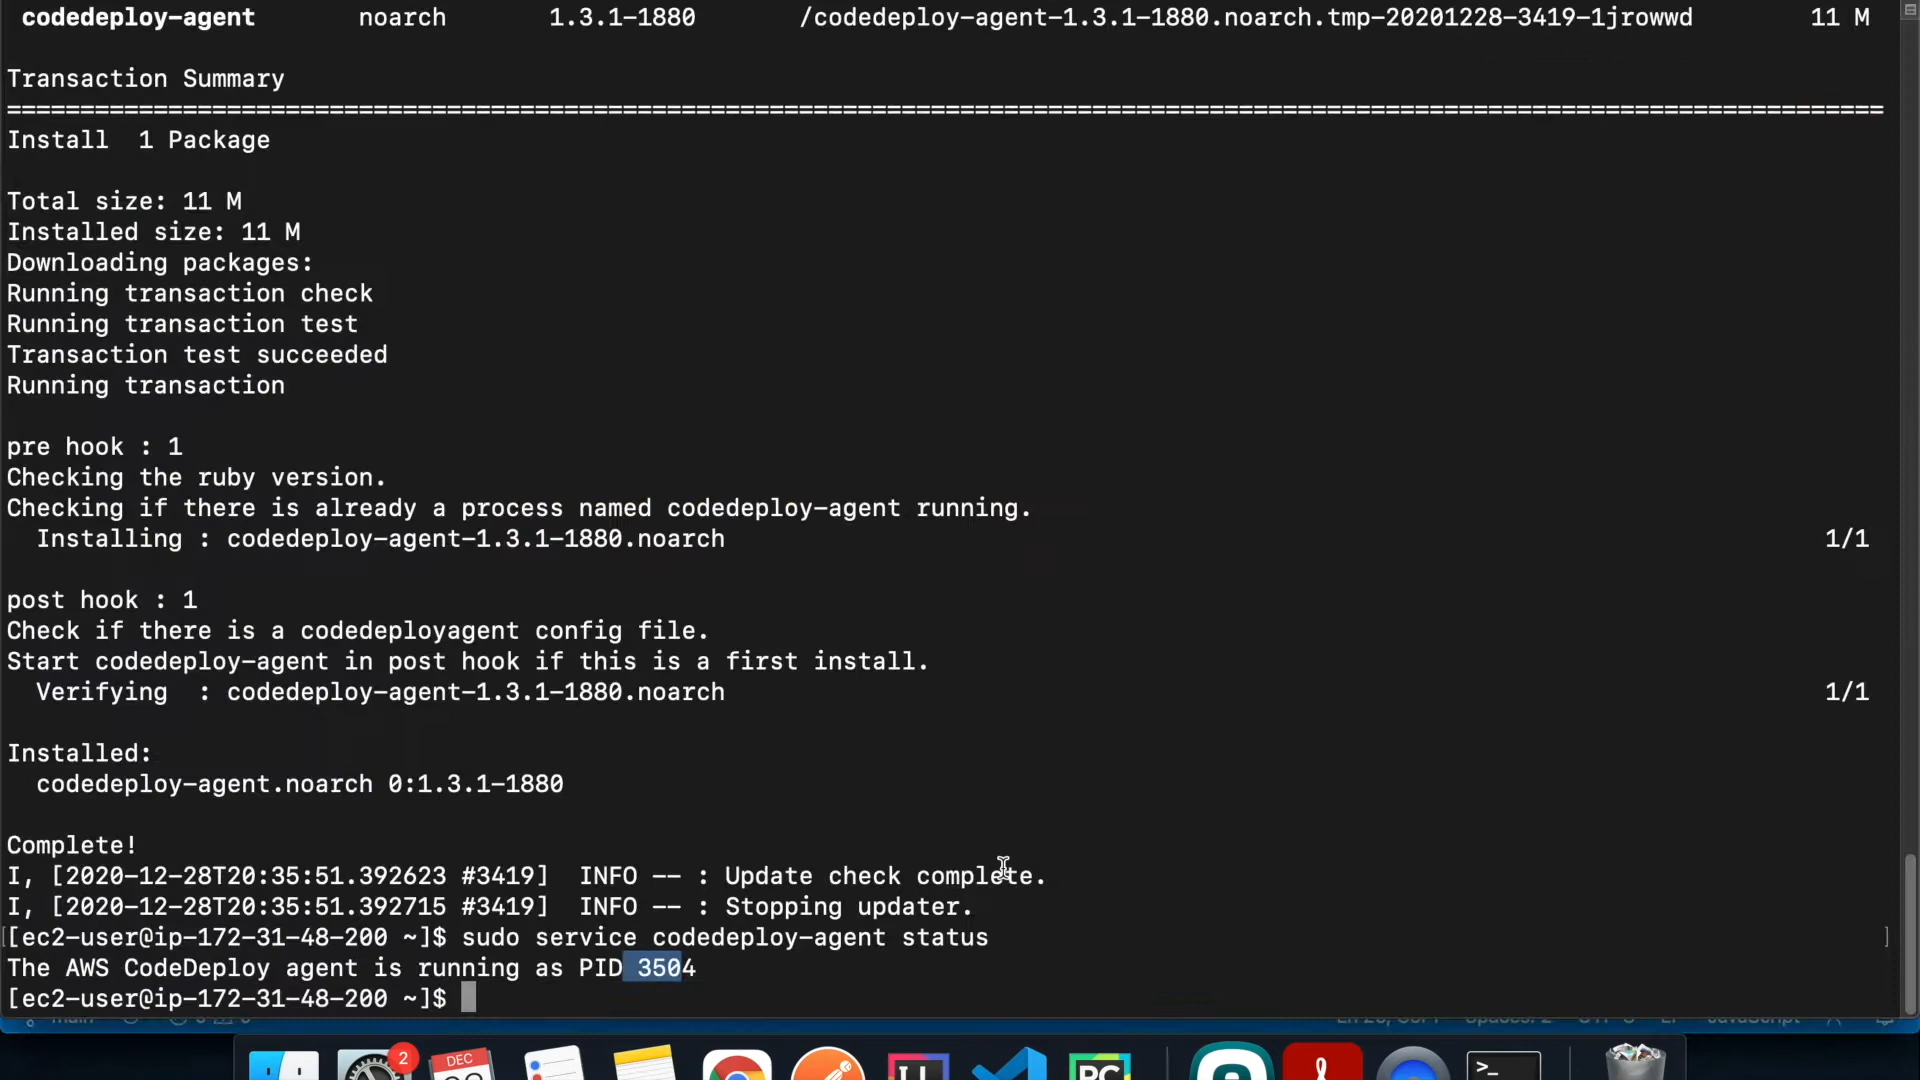 codedeploy-agent noarch 1.3.1-1880 /codedeploy-agent-1.3.1-1880.noarch.tmp-20201228-3419-1jrowwd 11 M
Transaction Summary
================================================================================================================================
Install  1 Package
Total size: 11 M
Installed size: 11 M
Downloading packages:
Running transaction check
Running transaction test
Transaction test succeeded
Running transaction
pre hook : 1
Checking the ruby version.
Checking if there is already a process named codedeploy-agent running.
  Installing : codedeploy-agent-1.3.1-1880.noarch 1/1
post hook : 1
Check if there is a codedeployagent config file.
Start codedeploy-agent in post hook if this is a first install.
  Verifying  : codedeploy-agent-1.3.1-1880.noarch 1/1
Installed:
  codedeploy-agent.noarch 0:1.3.1-1880
Complete!
I, [2020-12-28T20:35:51.392623 #3419]  INFO -- : Update check complete.
I, [2020-12-28T20:35:51.392715 #3419]  INFO -- : Stopping updater.
[ec2-user@ip-172-31-48-200 ~]$ sudo service codedeploy-agent status ]
The AWS CodeDeploy agent is running as PID 3504
[ec2-user@ip-172-31-48-200 ~]$
2
DEC
PC
>_